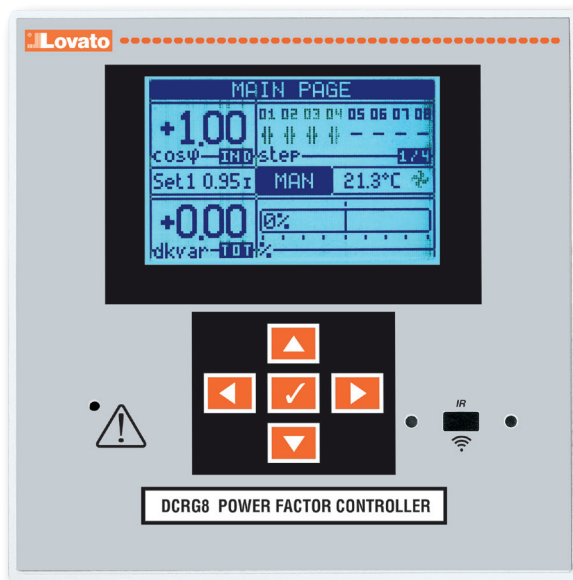 Lovato
MAIN PAGE
+1.00
01 02 03 04 05 06 07 08
cosφ IND step 1/4
Set1 0.95I MAN 21.3°C
+0.00
0%
dkvar TOT %
IR
DCRG8 POWER FACTOR CONTROLLER